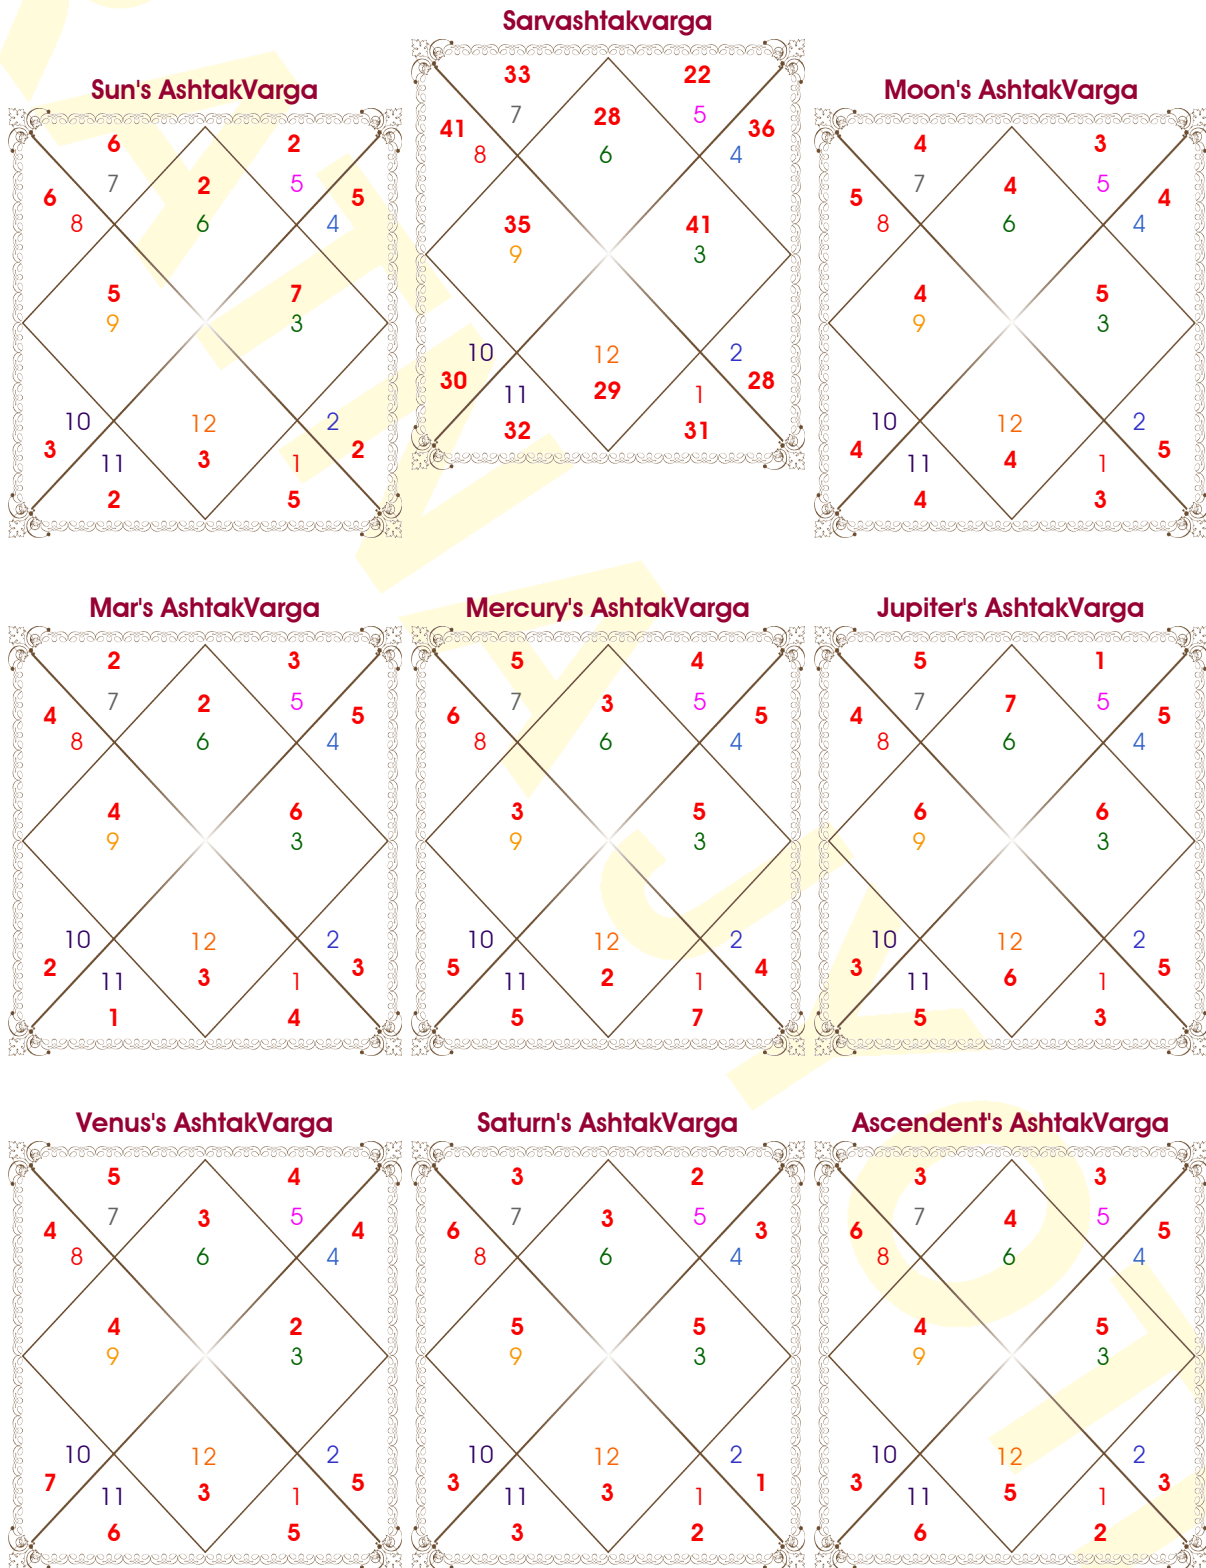 Sarvashtakvarga
33 22
7 28 5
41 36
8 6 4
35 41
9 3
10 12 2
30 29 28
11 1
32 31
Sun's AshtakVarga
6 2
7 2 5
6 5
8 6 4
5 7
9 3
10 12 2
3 3 2
11 1
2 5
Moon's AshtakVarga
4 3
7 4 5
5 4
8 6 4
4 5
9 3
10 12 2
4 4 5
11 1
4 3
Mar's AshtakVarga
2 3
7 2 5
4 5
8 6 4
4 6
9 3
10 12 2
2 3 3
11 1
1 4
Mercury's AshtakVarga
5 4
7 3 5
6 5
8 6 4
3 5
9 3
10 12 2
5 2 4
11 1
5 7
Jupiter's AshtakVarga
5 1
7 7 5
4 5
8 6 4
6 6
9 3
10 12 2
3 6 5
11 1
5 3
Venus's AshtakVarga
5 4
7 3 5
4 4
8 6 4
4 2
9 3
10 12 2
7 3 5
11 1
6 5
Saturn's AshtakVarga
3 2
7 3 5
6 3
8 6 4
5 5
9 3
10 12 2
3 3 1
11 1
3 2
Ascendent's AshtakVarga
3 3
7 4 5
6 5
8 6 4
4 5
9 3
10 12 2
3 5 3
11 1
6 2